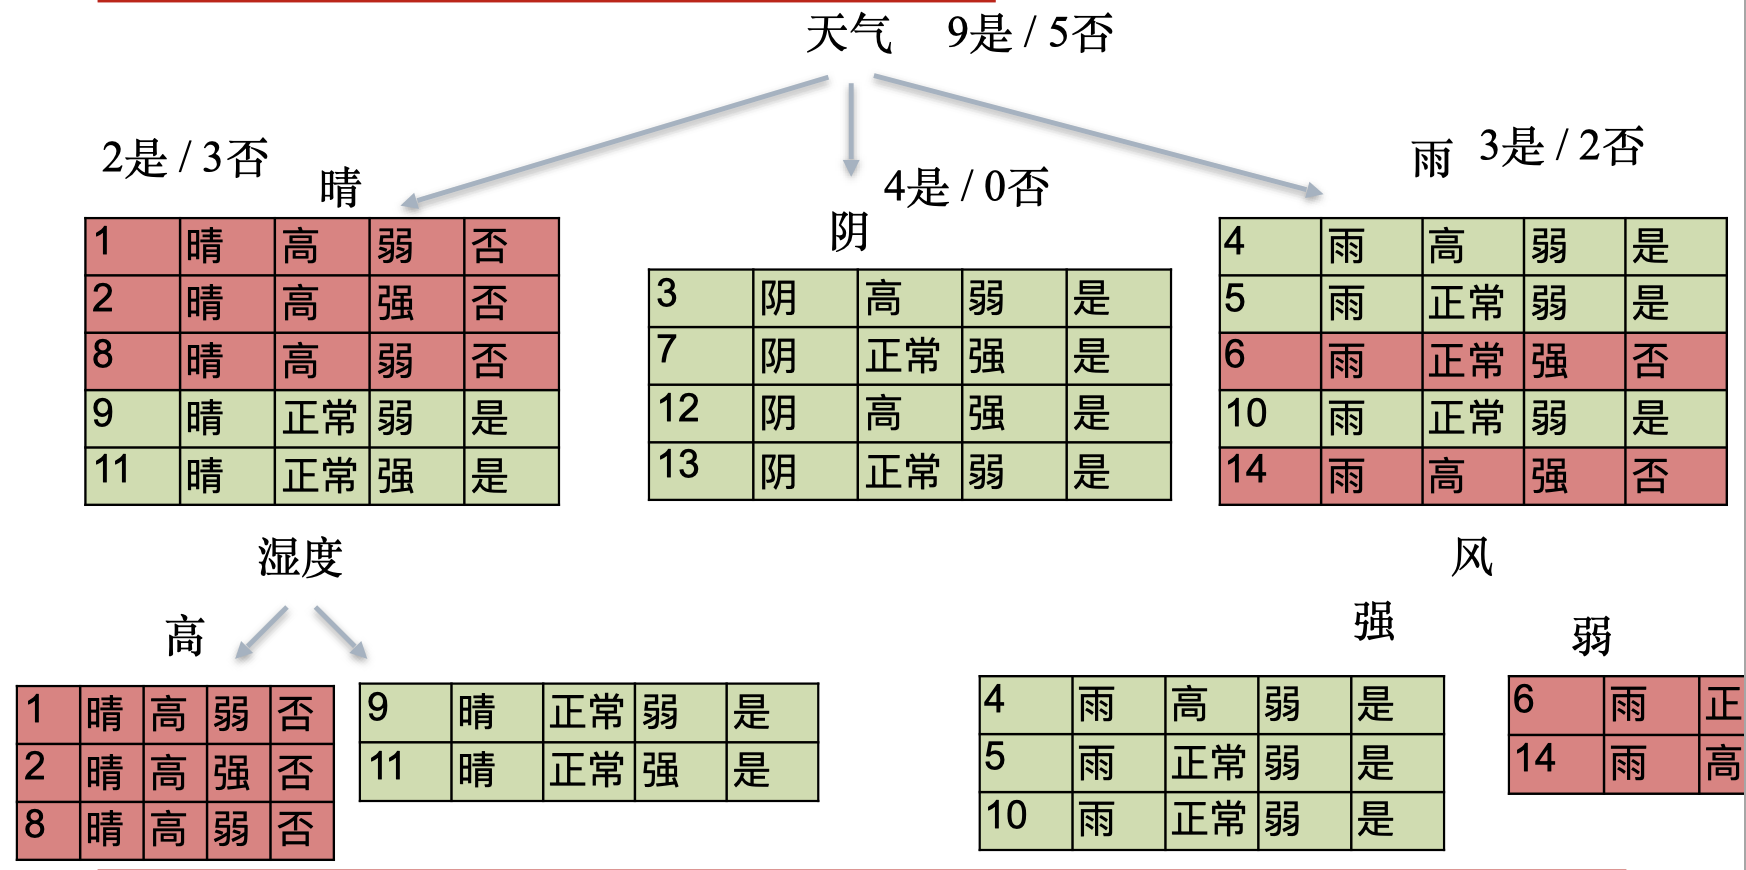 天气 9是 / 5否
2是 / 3否
晴
1 晴 高 弱 否
2 晴 高 强 否
8 晴 高 弱 否
9 晴 正常 弱 是
11 晴 正常 强 是
4是 / 0否
阴
3 阴 高 弱 是
7 阴 正常 强 是
12 阴 高 强 是
13 阴 正常 弱 是
雨 3是 / 2否
4 雨 高 弱 是
5 雨 正常 弱 是
6 雨 正常 强 否
10 雨 正常 弱 是
14 雨 高 强 否
湿度
高
1 晴 高 弱 否
2 晴 高 强 否
8 晴 高 弱 否
9 晴 正常 弱 是
11 晴 正常 强 是
风
强
弱
4 雨 高 弱 是
5 雨 正常 弱 是
10 雨 正常 弱 是
6 雨 正
14 雨 高